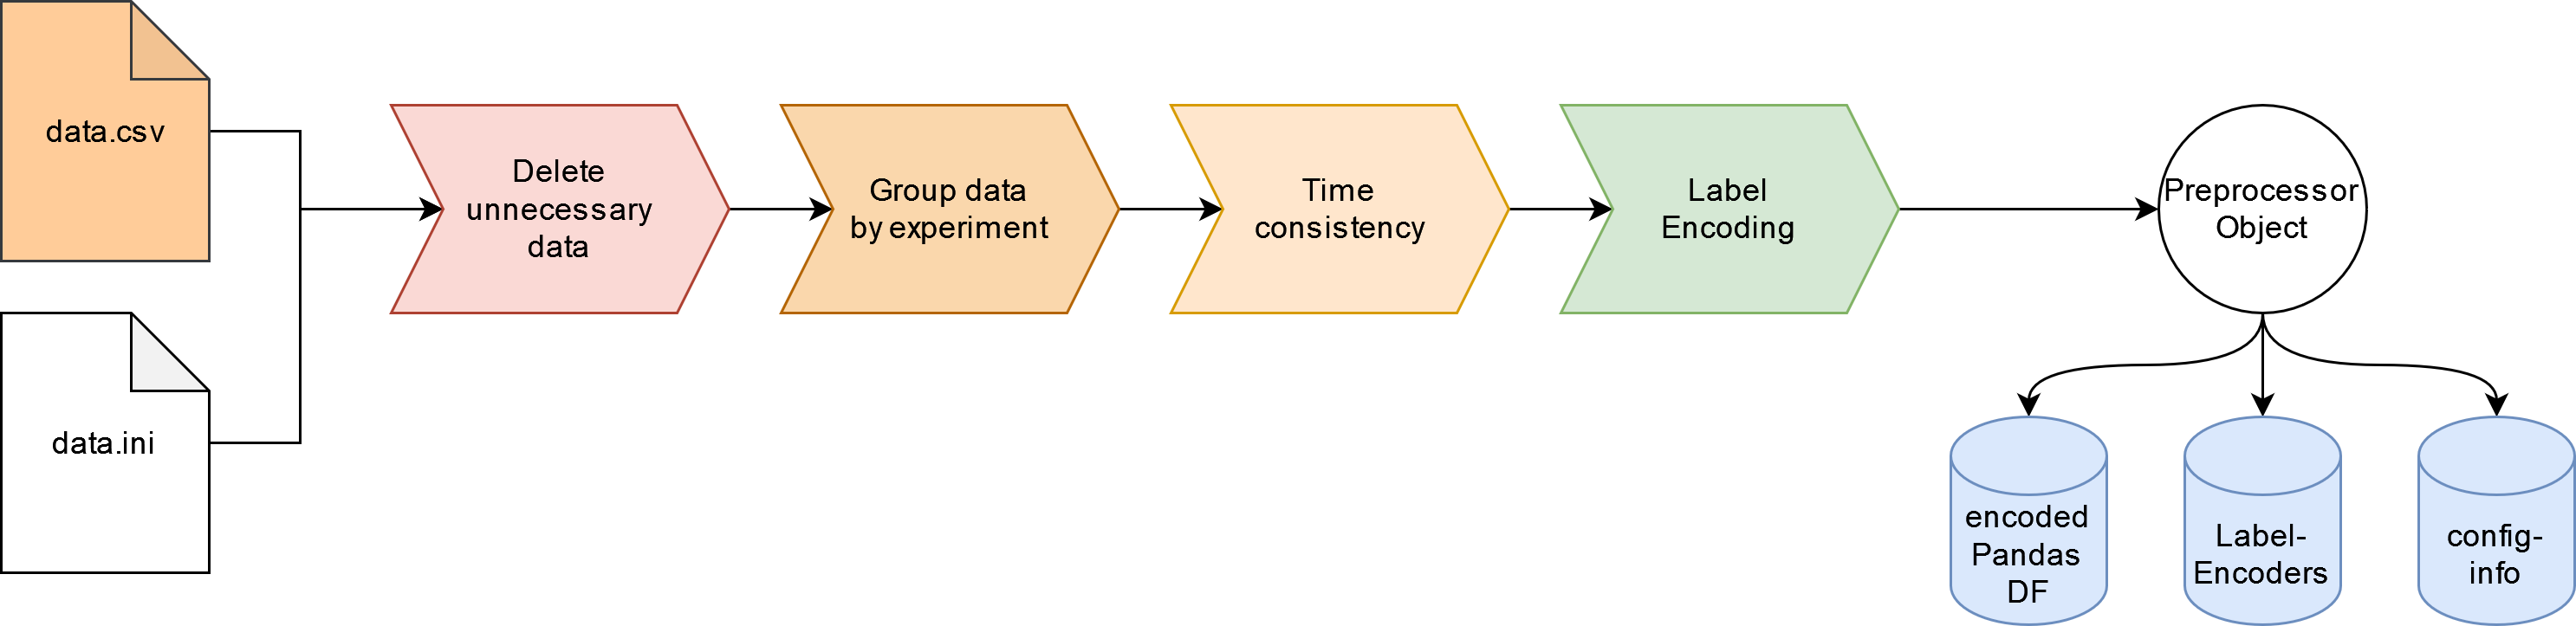 data.csv
data.ini
Delete
unnecessary
data
Group data
by experiment
Time
consistency
Label
Encoding
Preprocessor
Object
encoded
Pandas
DF
Label-
Encoders
config-
info